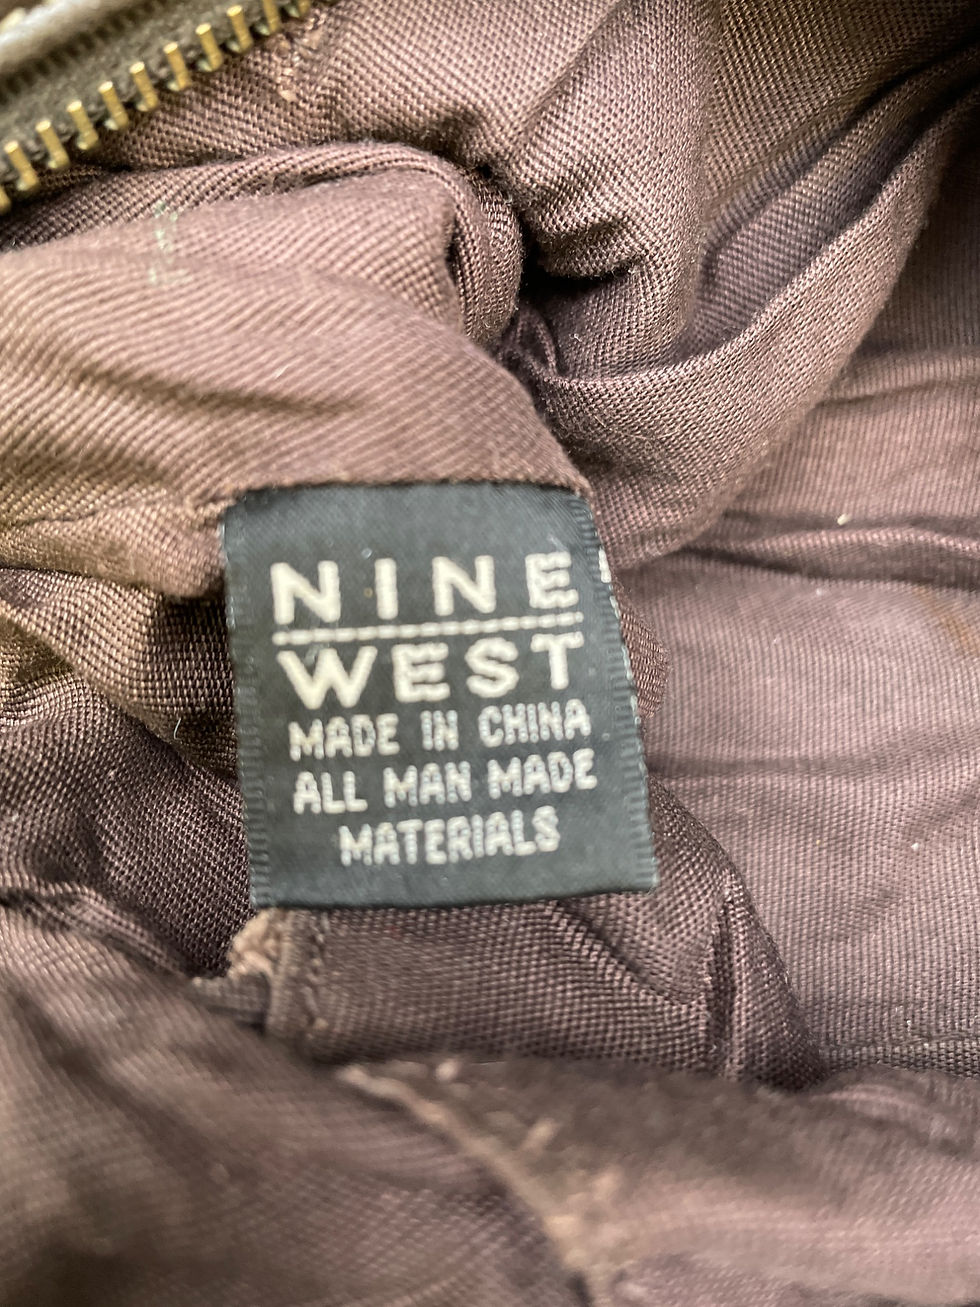 NINE
WEST
MADE IN CHINA
ALL MAN MADE
MATERIALS